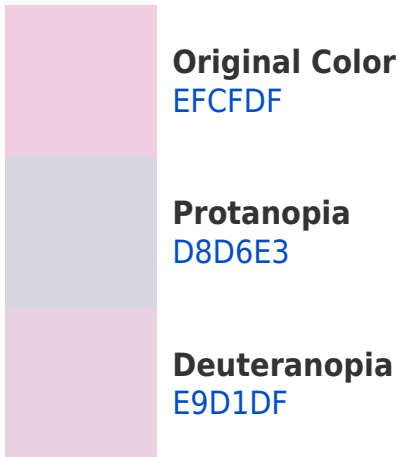 Original Color
EFCFDF
Protanopia
D8D6E3
Deuteranopia
E9D1DF